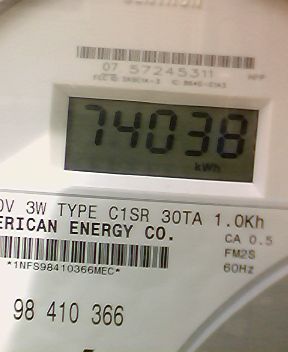 07 57245311
74038
kWh
3W TYPE C1SR 30TA 1.0Kh
ERICAN ENERGY CO.
CA 0.5
FM2S
*1NFS98410366MEC*
60Hz
98 410 366